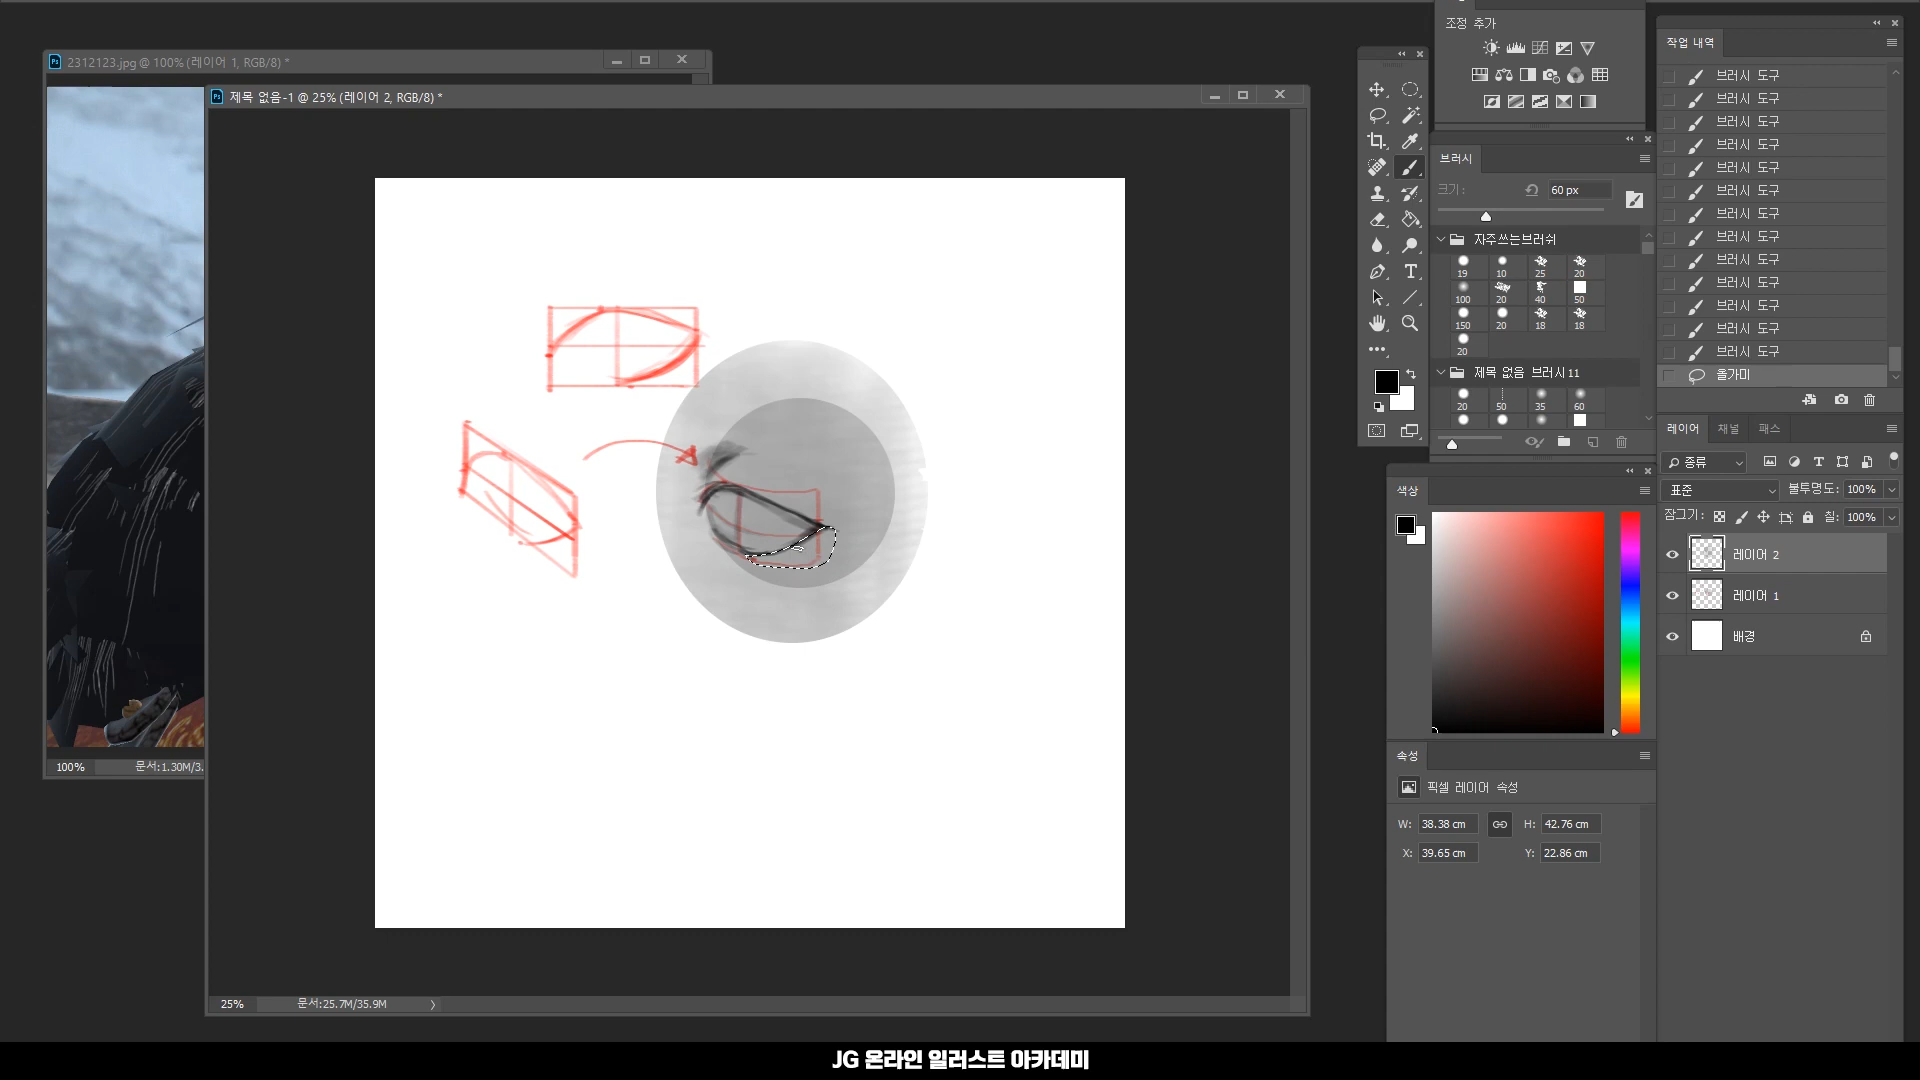 조정 추가
작업 내역
2312123.jpg @ 100% (레이어 1, RGB/8) *
제목 없음-1 @ 25% (레이어 2, RGB/8) *
브러시 도구
브러시 도구
브러시 도구
브러시 도구
브러시 도구
브러시 도구
브러시 도구
브러시 도구
브러시 도구
브러시 도구
브러시 도구
브러시 도구
브러시 도구
올가미
브러시
크기:
60 px
자주쓰는브러쉬
19 10 25 20
100 20 40 50
150 20 18 18
20
제목 없음 브러시 11
20 50 35 60
레이어 채널 패스
종류
표준 불투명도: 100%
잠그기: 칠: 100%
레이어 2
레이어 1
배경
색상
속성
픽셀 레이어 속성
W: 38.38 cm H: 42.76 cm
X: 39.65 cm Y: 22.86 cm
100% 문서:1.30M/3.
25% 문서:25.7M/35.9M
JG 온라인 일러스트 아카데미